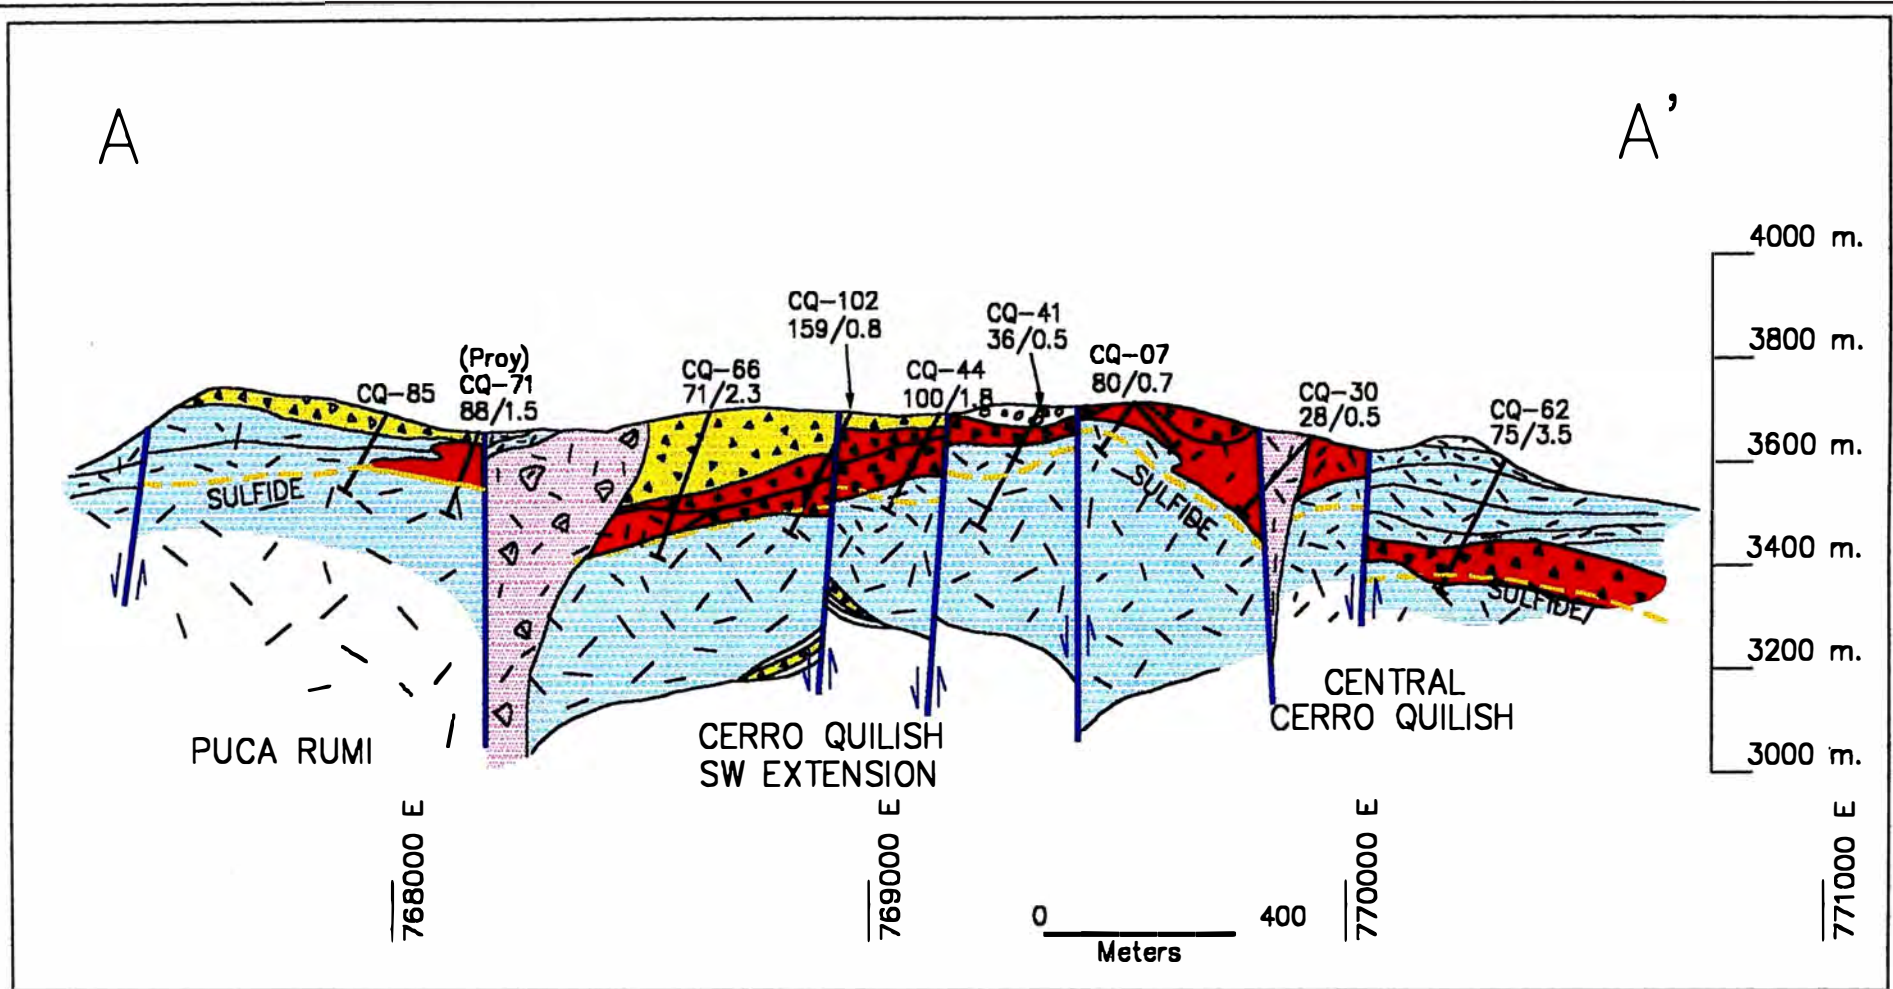 A
A'
4000 m.
3800 m.
3600 m.
3400 m.
3200 m.
3000 m.
CQ-85
(Proy)
CQ-71
88/1.5
CQ-66
71/2.3
CQ-102
159/0.8
CQ-44
100/1.8
CQ-41
36/0.5
CQ-07
80/0.7
CQ-30
28/0.5
CQ-62
75/3.5
SULFIDE
SULFIDE
SULFIDE
PUCA RUMI
CERRO QUILISH
SW EXTENSION
CENTRAL
CERRO QUILISH
768000 E
769000 E
770000 E
771000 E
0 400
Meters